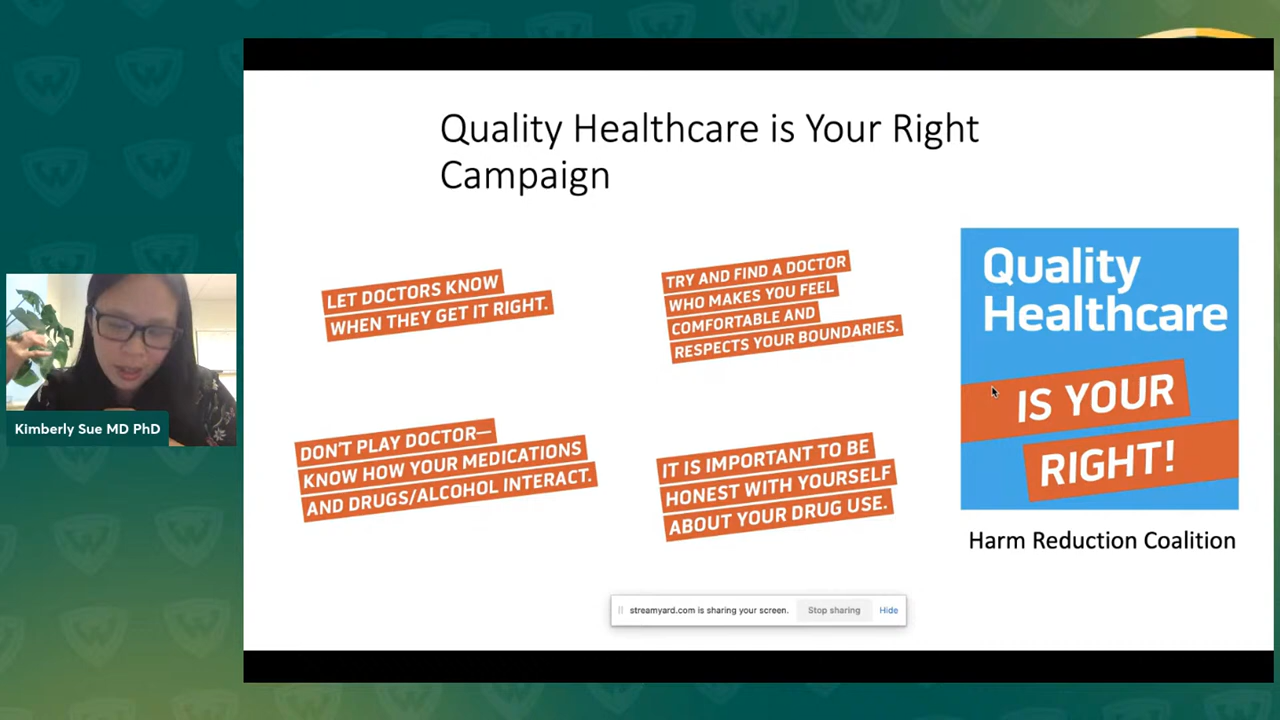 Quality Healthcare is Your Right
Campaign
LET DOCTORS KNOW
WHEN THEY GET IT RIGHT.
TRY AND FIND A DOCTOR
WHO MAKES YOU FEEL
COMFORTABLE AND
RESPECTS YOUR BOUNDARIES.
DON'T PLAY DOCTOR—
KNOW HOW YOUR MEDICATIONS
AND DRUGS/ALCOHOL INTERACT.
IT IS IMPORTANT TO BE
HONEST WITH YOURSELF
ABOUT YOUR DRUG USE.
Quality
Healthcare
IS YOUR
RIGHT!
Harm Reduction Coalition
Kimberly Sue MD PhD
streamyard.com is sharing your screen. Stop sharing Hide